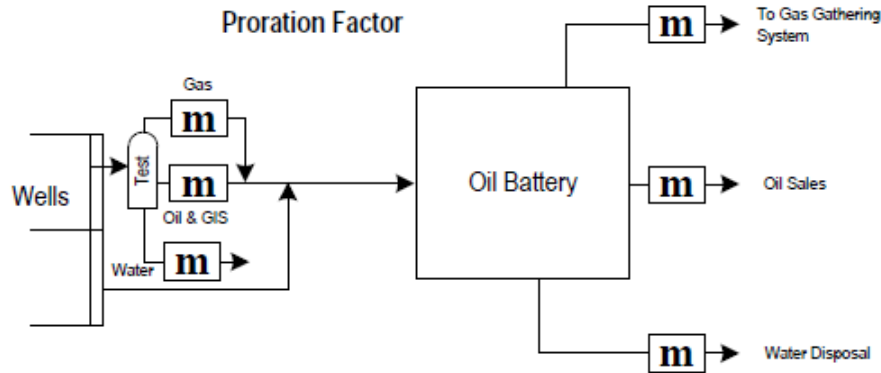 Proration Factor
m
To Gas Gathering
System
Gas
m
Test
Wells
m
Oil & GIS
Oil Battery
m
Oil Sales
Water
m
m
Water Disposal